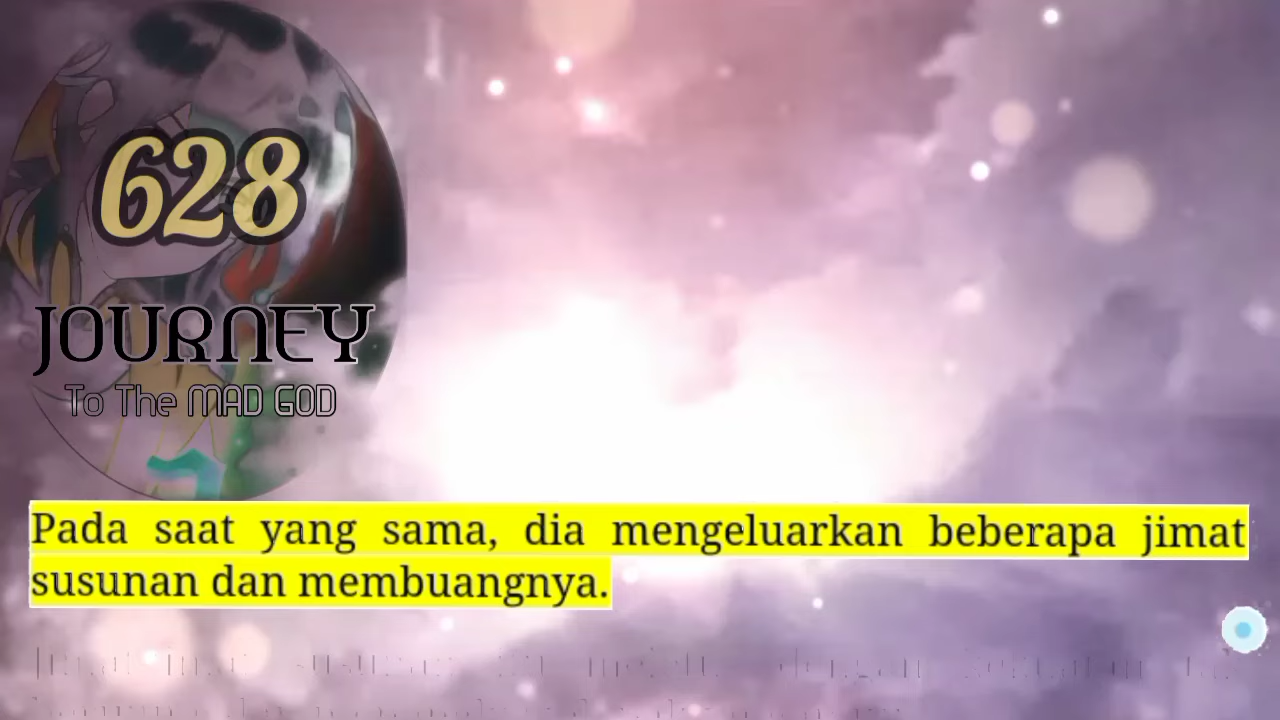 628
JOURNEY
To The MAD GOD
Pada saat yang sama, dia mengeluarkan beberapa jimat
susunan dan membuangnya.